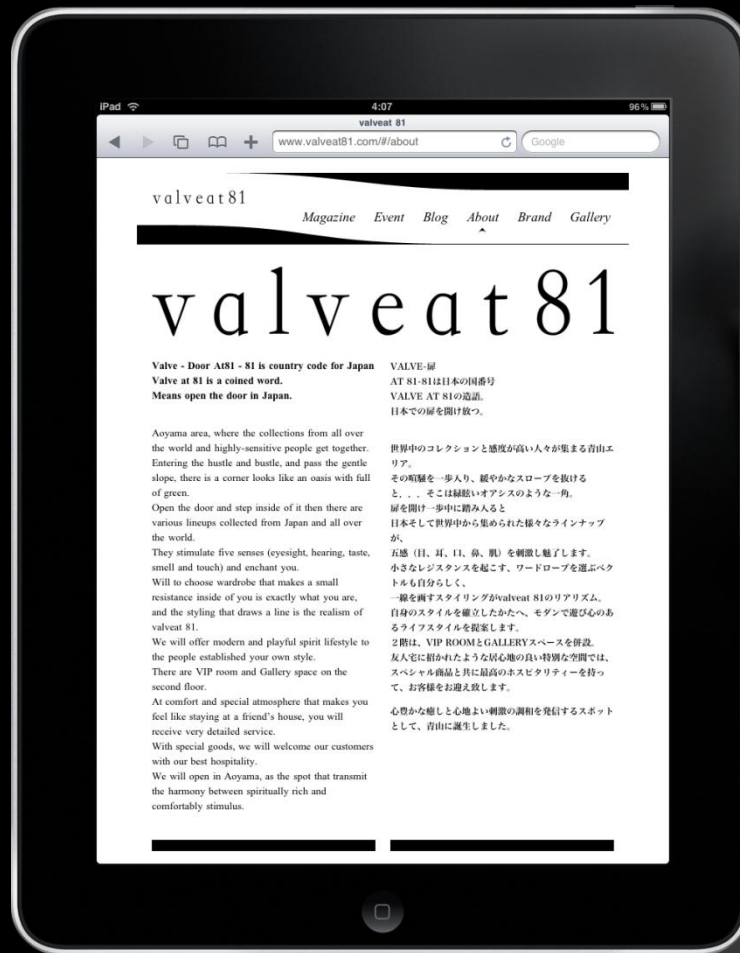 iPad
4:07
96%
valveat 81
www.valveat81.com/#/about
Google
valveat81
Magazine Event Blog About Brand Gallery
valveat81
Valve - Door At81 - 81 is country code for Japan
Valve at 81 is a coined word.
Means open the door in Japan.
Aoyama area, where the collections from all over
the world and highly-sensitive people get together.
Entering the hustle and bustle, and pass the gentle
slope, there is a corner looks like an oasis with full
of green.
Open the door and step inside of it then there are
various lineups collected from Japan and all over
the world.
They stimulate five senses (eyesight, hearing, taste,
smell and touch) and enchant you.
Will to choose wardrobe that makes a small
resistance inside of you is exactly what you are,
and the styling that draws a line is the realism of
valveat 81.
We will offer modern and playful spirit lifestyle to
the people established your own style.
There are VIP room and Gallery space on the
second floor.
At comfort and special atmosphere that makes you
feel like staying at a friend's house, you will
receive very detailed service.
With special goods, we will welcome our customers
with our best hospitality.
We will open in Aoyama, as the spot that transmit
the harmony between spiritually rich and
comfortably stimulus.
VALVE-扉
AT 81-81は日本の国番号
VALVE AT 81の造語。
日本での扉を開け放つ。
世界中のコレクションと感度が高い人々が集まる青山エ
リア。
その喧騒を一歩入り、緩やかなスロープを抜ける
と．．．そこは緑眩いオアシスのような一角。
扉を開け一歩中に踏み入ると
日本そして世界中から集められた様々なラインナップ
が、
五感（目、耳、口、鼻、肌）を刺激し魅了します。
小さなレジスタンスを起こす、ワードローブを選ぶベク
トルも自分らしく、
一線を画すスタイリングがvalveat 81のリアリズム。
自身のスタイルを確立したかたへ、モダンで遊び心のあ
るライフスタイルを提案します。
２階は、VIP ROOMとGALLERYスペースを併設。
友人宅に招かれたような居心地の良い特別な空間では、
スペシャル商品と共に最高のホスピタリティーを持っ
て、お客様をお迎え致します。
心豊かな癒しと心地よい刺激の調和を発信するスポット
として、青山に誕生しました。